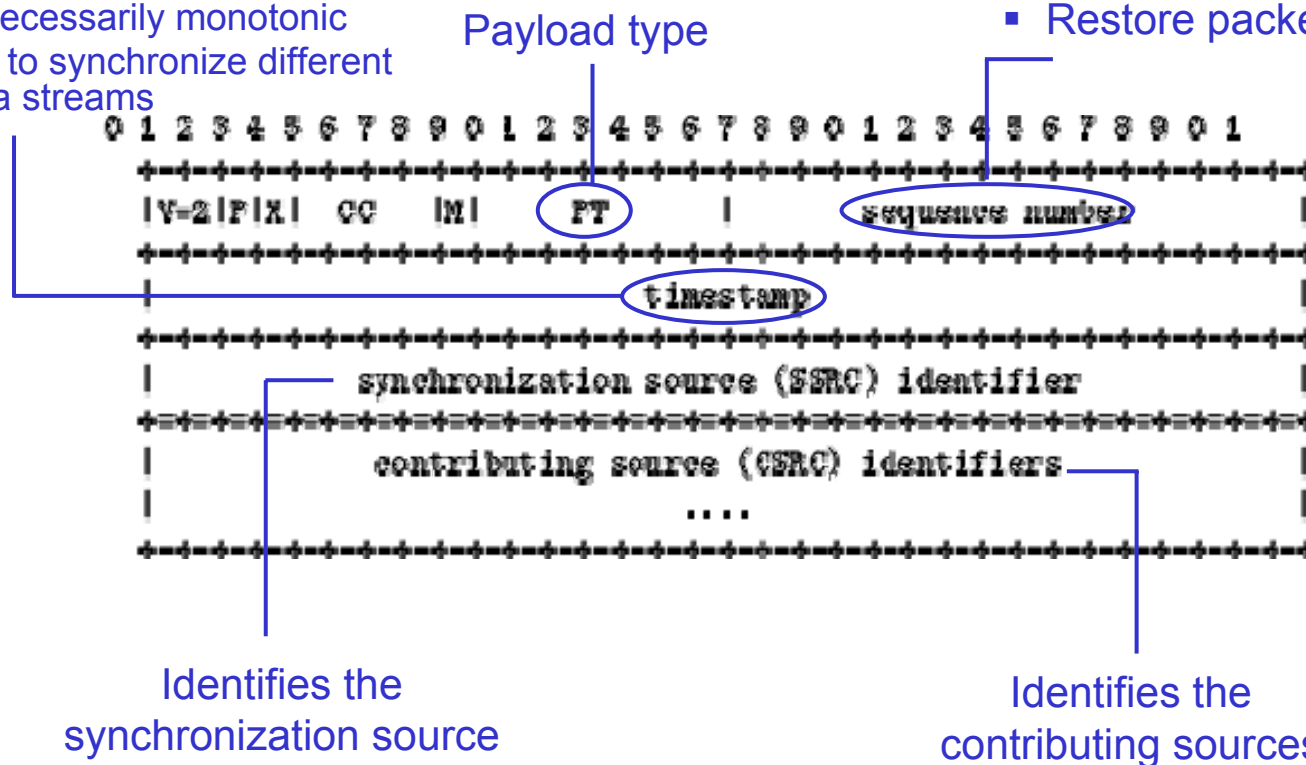 ecessarily monotonic
to synchronize different
a streams
Payload type
▪ Restore packe
0 1 2 3 4 5 6 7 8 9 0 1 2 3 4 5 6 7 8 9 0 1 2 3 4 5 6 7 8 9 0 1
|V=2|P|X| CC |M| PT | sequence number |
| timestamp |
| synchronization source (SSRC) identifier |
| contributing source (CSRC) identifiers |
| .... |
Identifies the
synchronization source
Identifies the
contributing sources